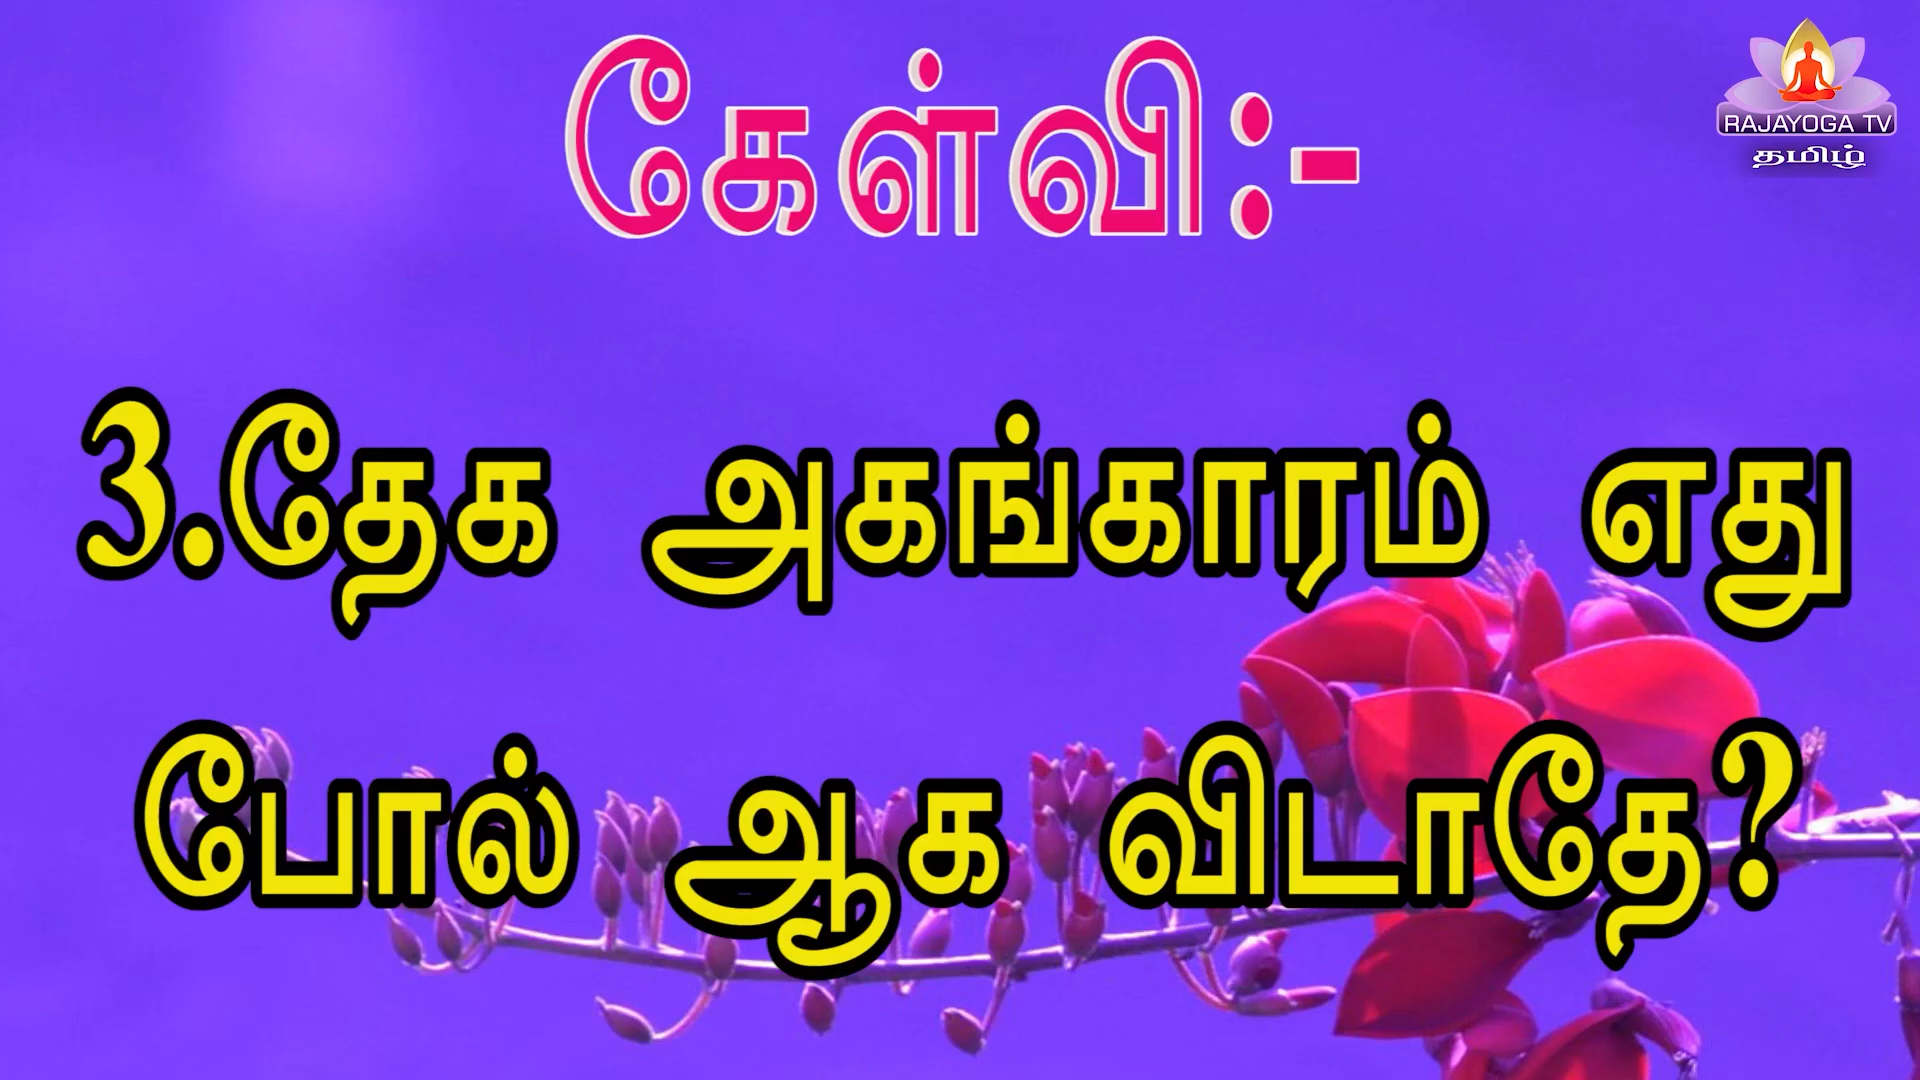 கேள்வி:-
RAJAYOGA TV
தமிழ்
3.தேக அகங்காரம் எது
போல் ஆக விடாதே?